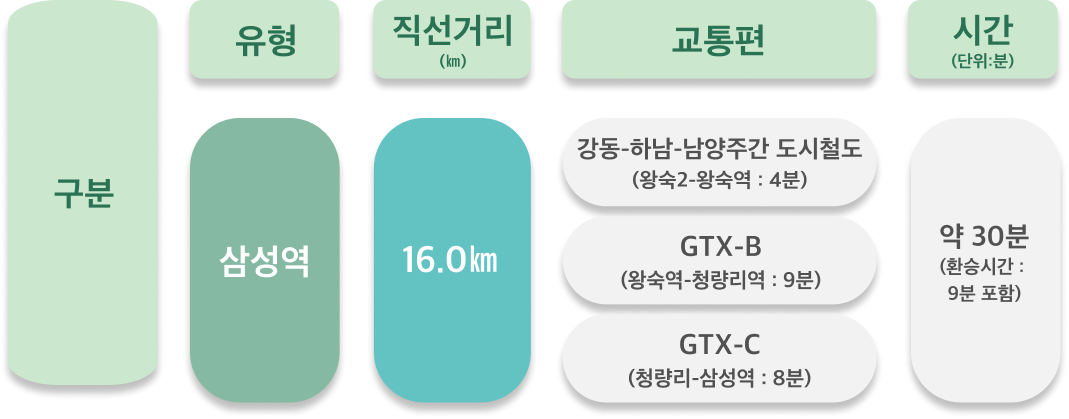 구분
유형
직선거리
(㎞)
교통편
시간
(단위:분)
삼성역
16.0㎞
강동-하남-남양주간 도시철도
(왕숙2-왕숙역 : 4분)
GTX-B
(왕숙역-청량리역 : 9분)
GTX-C
(청량리-삼성역 : 8분)
약 30분
(환승시간 :
9분 포함)